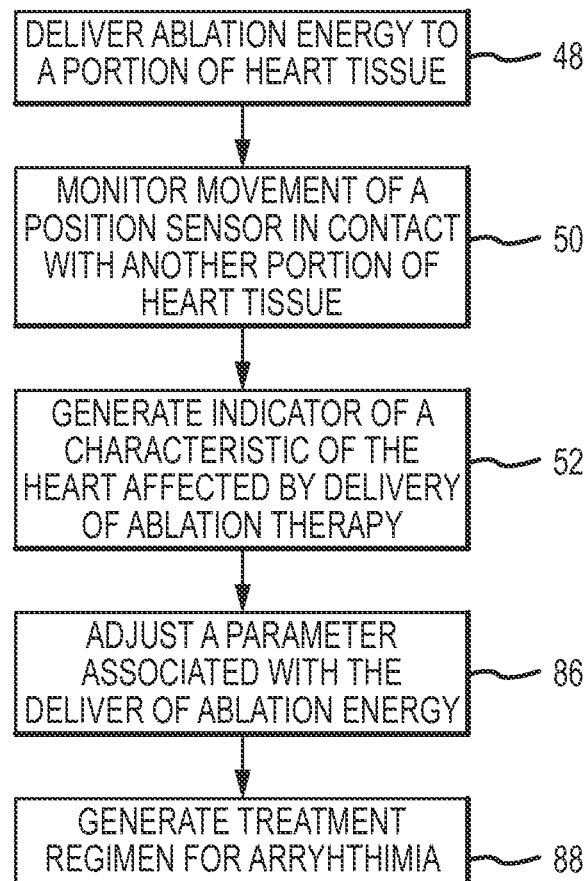 DELIVER ABLATION ENERGY TO
A PORTION OF HEART TISSUE
48
MONITOR MOVEMENT OF A
POSITION SENSOR IN CONTACT
WITH ANOTHER PORTION OF
HEART TISSUE
50
GENERATE INDICATOR OF A
CHARACTERISTIC OF THE
HEART AFFECTED BY DELIVERY
OF ABLATION THERAPY
52
ADJUST A PARAMETER
ASSOCIATED WITH THE
DELIVER OF ABLATION ENERGY
86
GENERATE TREATMENT
REGIMEN FOR ARRYHTHIMIA
88